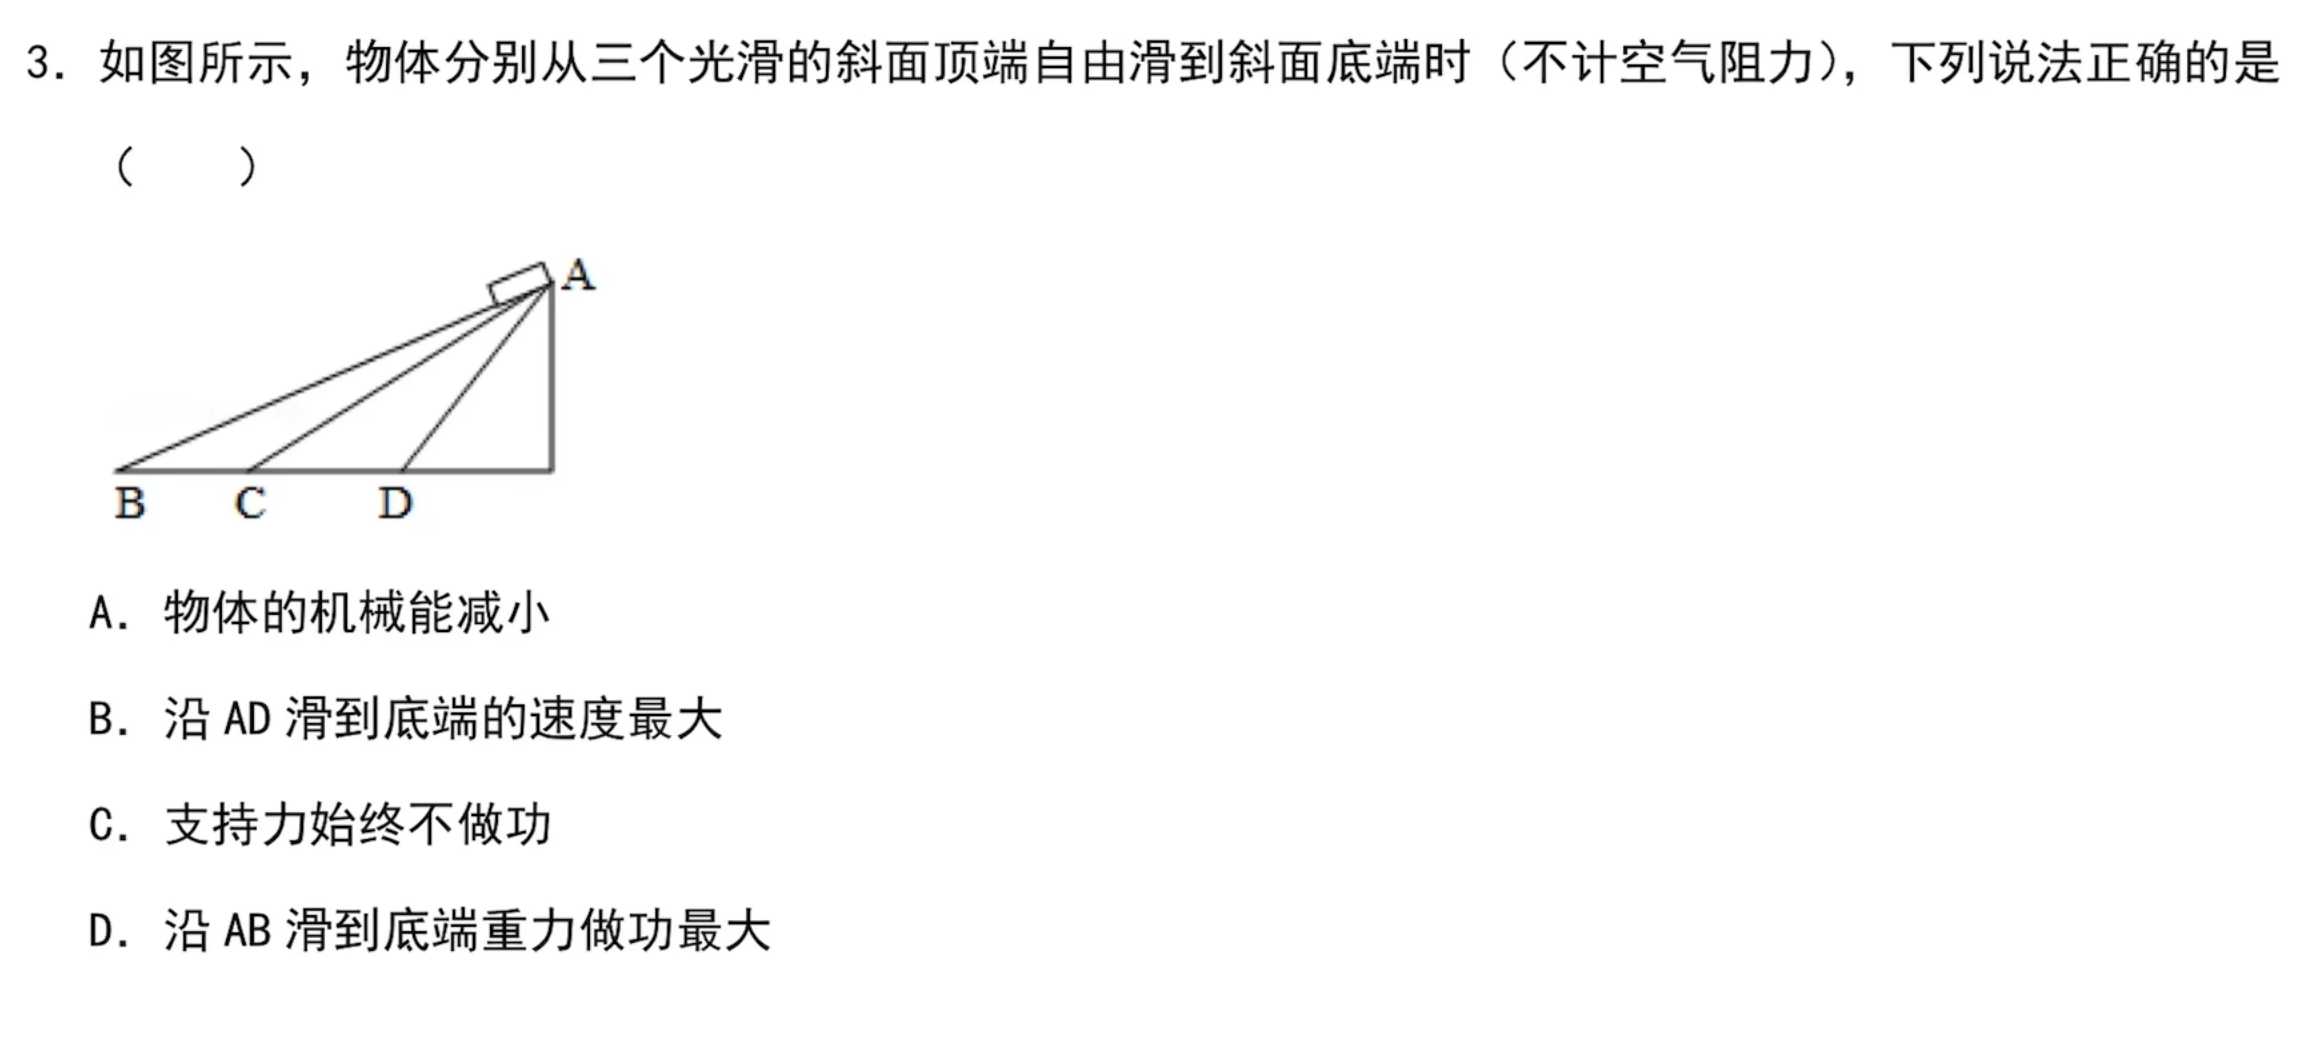 3. 如图所示，物体分别从三个光滑的斜面顶端自由滑到斜面底端时（不计空气阻力），下列说法正确的是
（    ）
A
B C D
A. 物体的机械能减小
B. 沿 AD 滑到底端的速度最大
C. 支持力始终不做功
D. 沿 AB 滑到底端重力做功最大